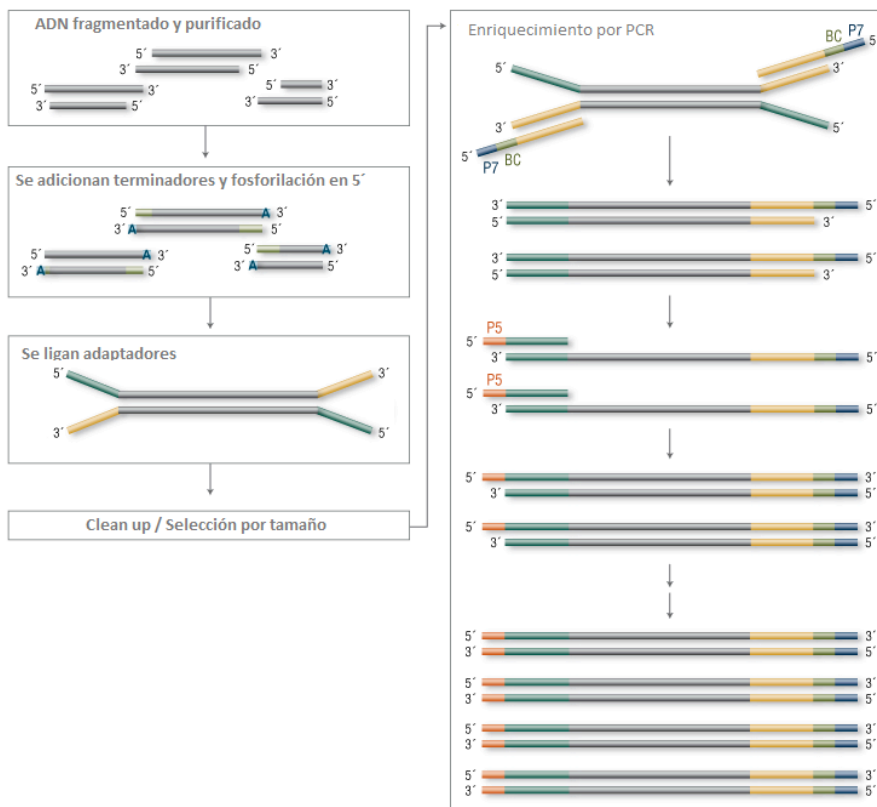 ADN fragmentado y purificado
5´ 3´
3´ 5´
5´ 3´
3´ 5´
5´ 3´
3´ 5´
Se adicionan terminadores y fosforilación en 5´
5´ A 3´
3´ A 5´
A 3´
5´
3´ A 5´
5´ A 3´
3´ A 5´
Se ligan adaptadores
5´ 3´
3´ 5´
Clean up / Selección por tamaño
Enriquecimiento por PCR
BC P7
5´
5´ 3´
3´ 5´
5´ P7 BC
3´ 5´
5´ 3´
3´ 5´
5´ 3´
P5
5´
3´ 5´
P5
5´
3´ 5´
5´ 3´
3´ 5´
5´ 3´
3´ 5´
5´ 3´
3´ 5´
5´ 3´
3´ 5´
5´ 3´
3´ 5´
5´ 3´
3´ 5´